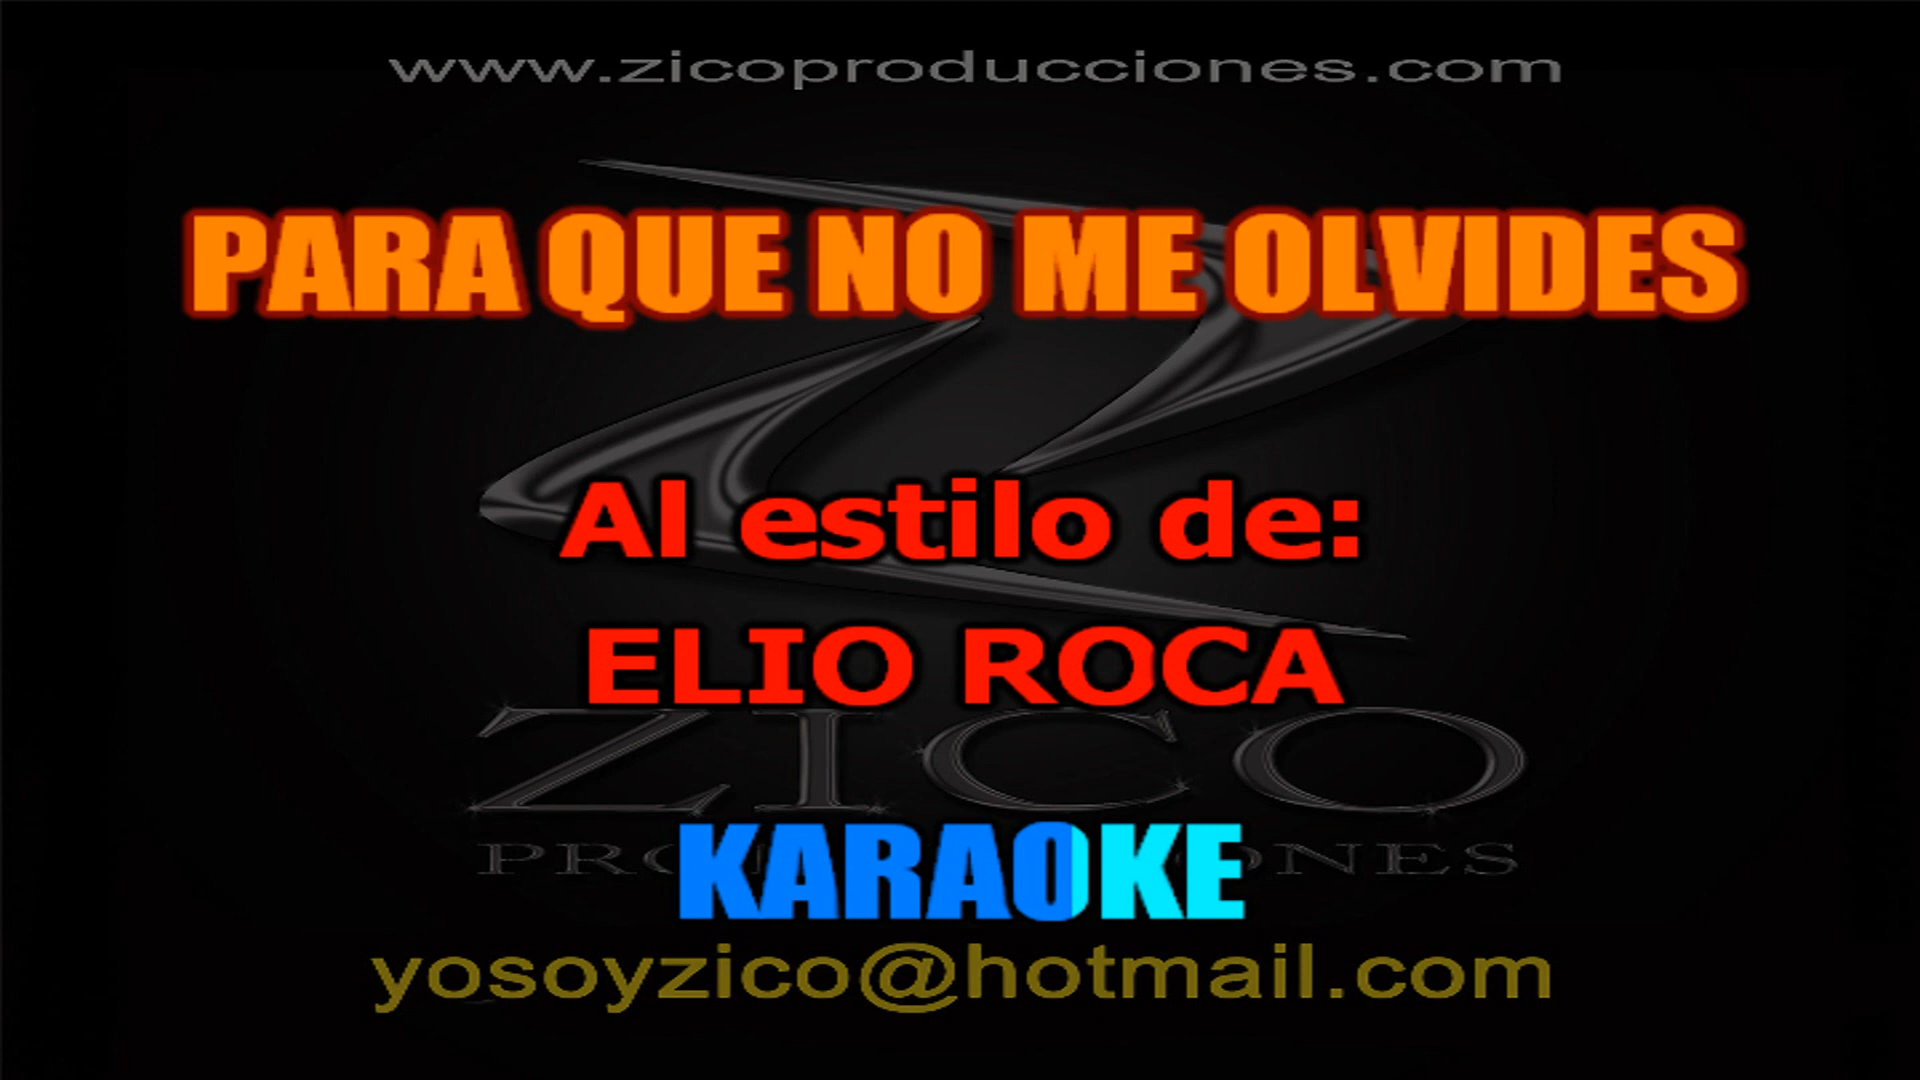 www.zicoproducciones.com
PARA QUE NO ME OLVIDES
Al estilo de:
ELIO ROCA
ZICO
KARAOKE
yosoyzico@hotmail.com